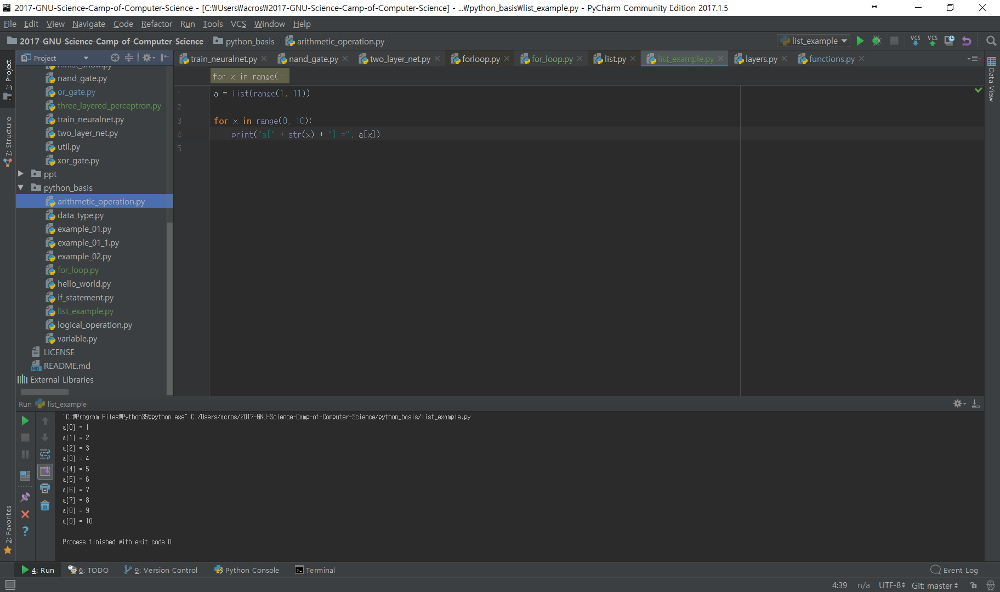 2017-GNU-Science-Camp-of-Computer-Science - [C:₩Users₩acros₩2017-GNU-Science-Camp-of-Computer-Science] - ...₩python_basis₩list_example.py - PyCharm Community Edition 2017.1.5
File Edit View Navigate Code Refactor Run Tools VCS Window Help
2017-GNU-Science-Camp-of-Computer-Science python_basis arithmetic_operation.py list_example VCS VCS
Project train_neuralnet.py nand_gate.py two_layer_net.py forloop.py for_loop.py list.py list_example.py layers.py functions.py
1: Project
7: Structure
2: Favorites
Data View
mnist_show.py
nand_gate.py
or_gate.py
three_layered_perceptron.py
train_neuralnet.py
two_layer_net.py
util.py
xor_gate.py
ppt
python_basis
arithmetic_operation.py
data_type.py
example_01.py
example_01_1.py
example_02.py
for_loop.py
hello_world.py
if_statement.py
list_example.py
logical_operation.py
variable.py
LICENSE
README.md
External Libraries
for x in range(...
1 a = list(range(1, 11))
2
3 for x in range(0, 10):
4 print("a[" + str(x) + "] =", a[x])
5
Run list_example
"C:₩Program Files₩Python35₩python.exe" C:/Users/acros/2017-GNU-Science-Camp-of-Computer-Science/python_basis/list_example.py
a[0] = 1
a[1] = 2
a[2] = 3
a[3] = 4
a[4] = 5
a[5] = 6
a[6] = 7
a[7] = 8
a[8] = 9
a[9] = 10
Process finished with exit code 0
4: Run 6: TODO 9: Version Control Python Console Terminal Event Log
4:39 n/a UTF-8 Git: master